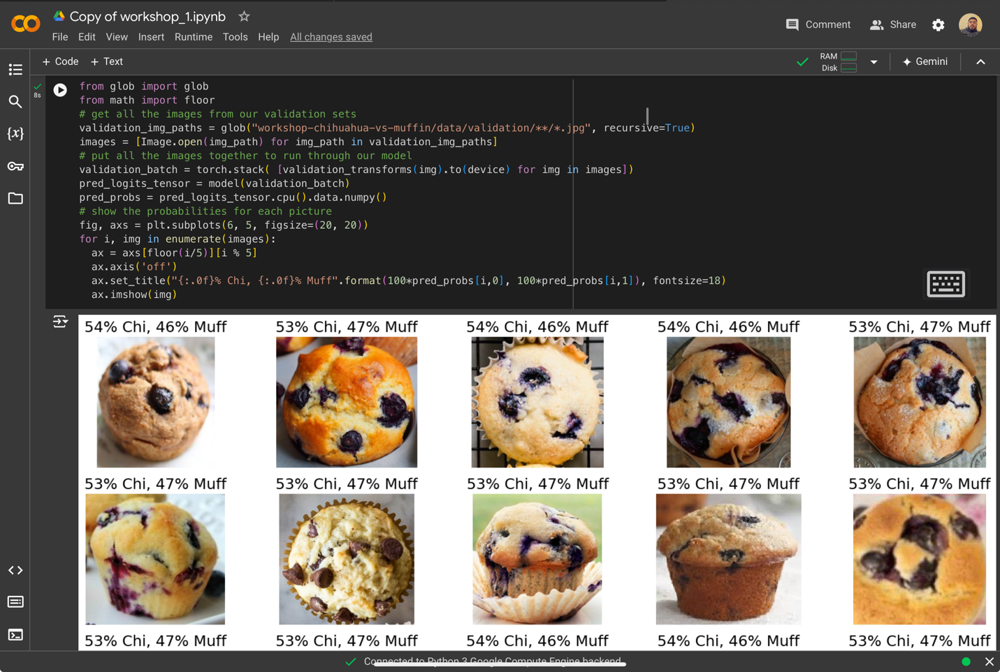 Copy of workshop_1.ipynb
Comment
Share
File Edit View Insert Runtime Tools Help All changes saved
+ Code + Text
RAM
Disk
Gemini
8s
{x}
from glob import glob
from math import floor
# get all the images from our validation sets
validation_img_paths = glob("workshop-chihuahua-vs-muffin/data/validation/**/*.jpg", recursive=True)
images = [Image.open(img_path) for img_path in validation_img_paths]
# put all the images together to run through our model
validation_batch = torch.stack( [validation_transforms(img).to(device) for img in images])
pred_logits_tensor = model(validation_batch)
pred_probs = pred_logits_tensor.cpu().data.numpy()
# show the probabilities for each picture
fig, axs = plt.subplots(6, 5, figsize=(20, 20))
for i, img in enumerate(images):
  ax = axs[floor(i/5)][i % 5]
  ax.axis('off')
  ax.set_title("{:.0f}% Chi, {:.0f}% Muff".format(100*pred_probs[i,0], 100*pred_probs[i,1]), fontsize=18)
  ax.imshow(img)
54% Chi, 46% Muff 53% Chi, 47% Muff 54% Chi, 46% Muff 54% Chi, 46% Muff 53% Chi, 47% Muff
53% Chi, 47% Muff 53% Chi, 47% Muff 53% Chi, 47% Muff 53% Chi, 47% Muff 53% Chi, 47% Muff
53% Chi, 47% Muff 53% Chi, 47% Muff 54% Chi, 46% Muff 54% Chi, 46% Muff 53% Chi, 47% Muff
Connected to Python 3 Google Compute Engine backend